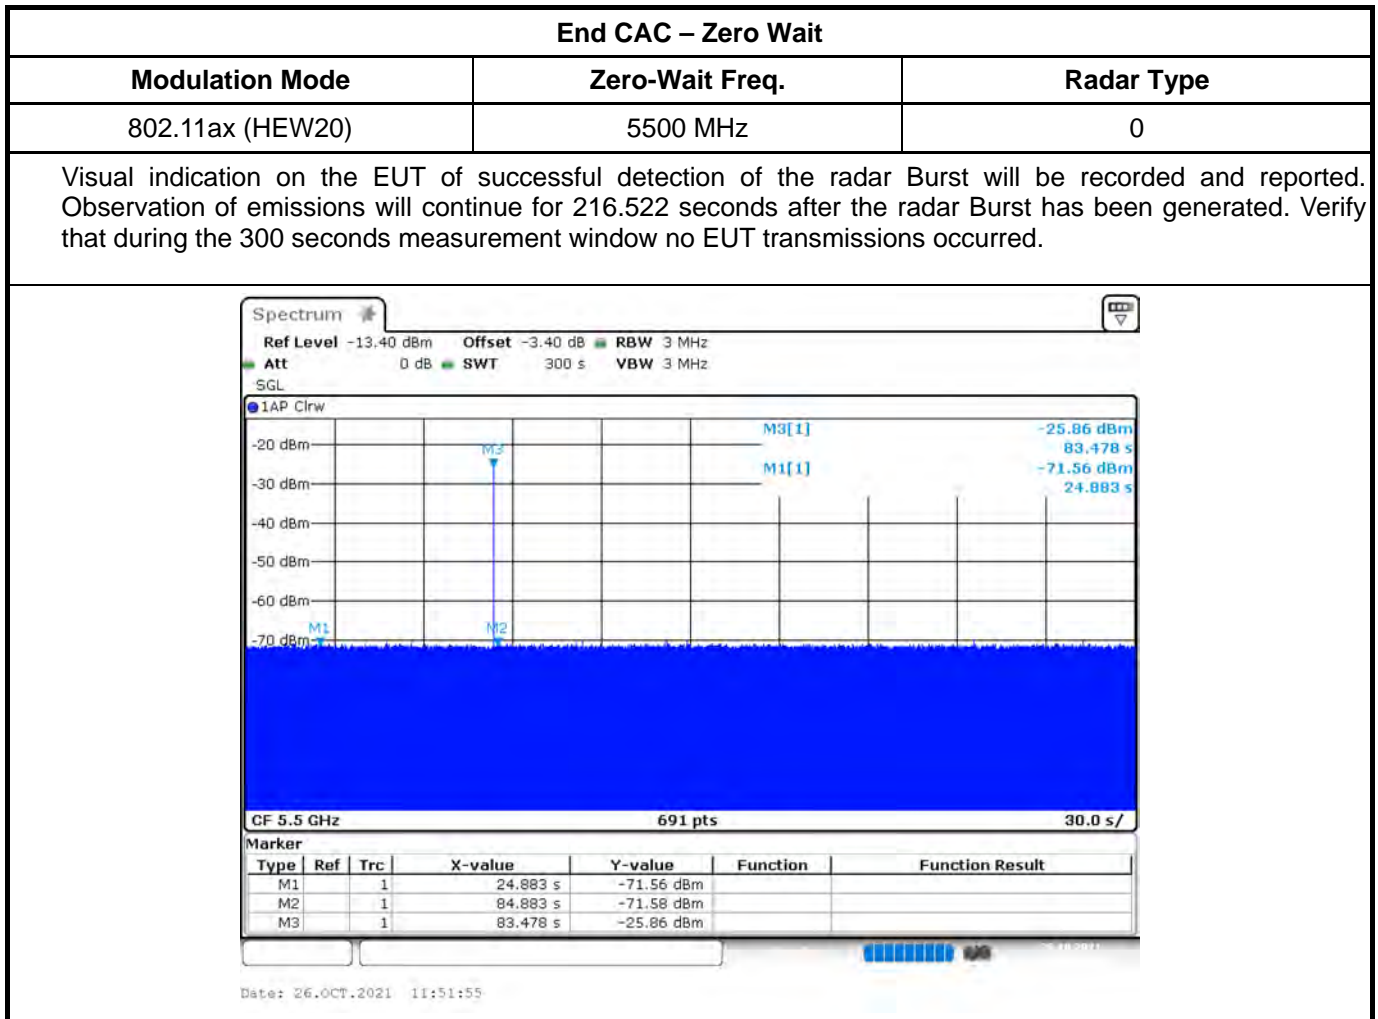 End CAC – Zero Wait
Modulation Mode Zero-Wait Freq. Radar Type
802.11ax (HEW20) 5500 MHz 0
Visual indication on the EUT of successful detection of the radar Burst will be recorded and reported.
Observation of emissions will continue for 216.522 seconds after the radar Burst has been generated. Verify
that during the 300 seconds measurement window no EUT transmissions occurred.
Spectrum
Ref Level -13.40 dBm Offset -3.40 dB RBW 3 MHz
Att 0 dB SWT 300 s VBW 3 MHz
SGL
1AP Clrw
M3[1] -25.86 dBm
83.478 s
M1[1] -71.56 dBm
24.883 s
-20 dBm
M3
-30 dBm
-40 dBm
-50 dBm
-60 dBm
M1 M2
-70 dBm
CF 5.5 GHz 691 pts 30.0 s/
Marker
Type Ref Trc X-value Y-value Function Function Result
M1 1 24.883 s -71.56 dBm
M2 1 84.883 s -71.58 dBm
M3 1 83.478 s -25.86 dBm
Date: 26.OCT.2021 11:51:55